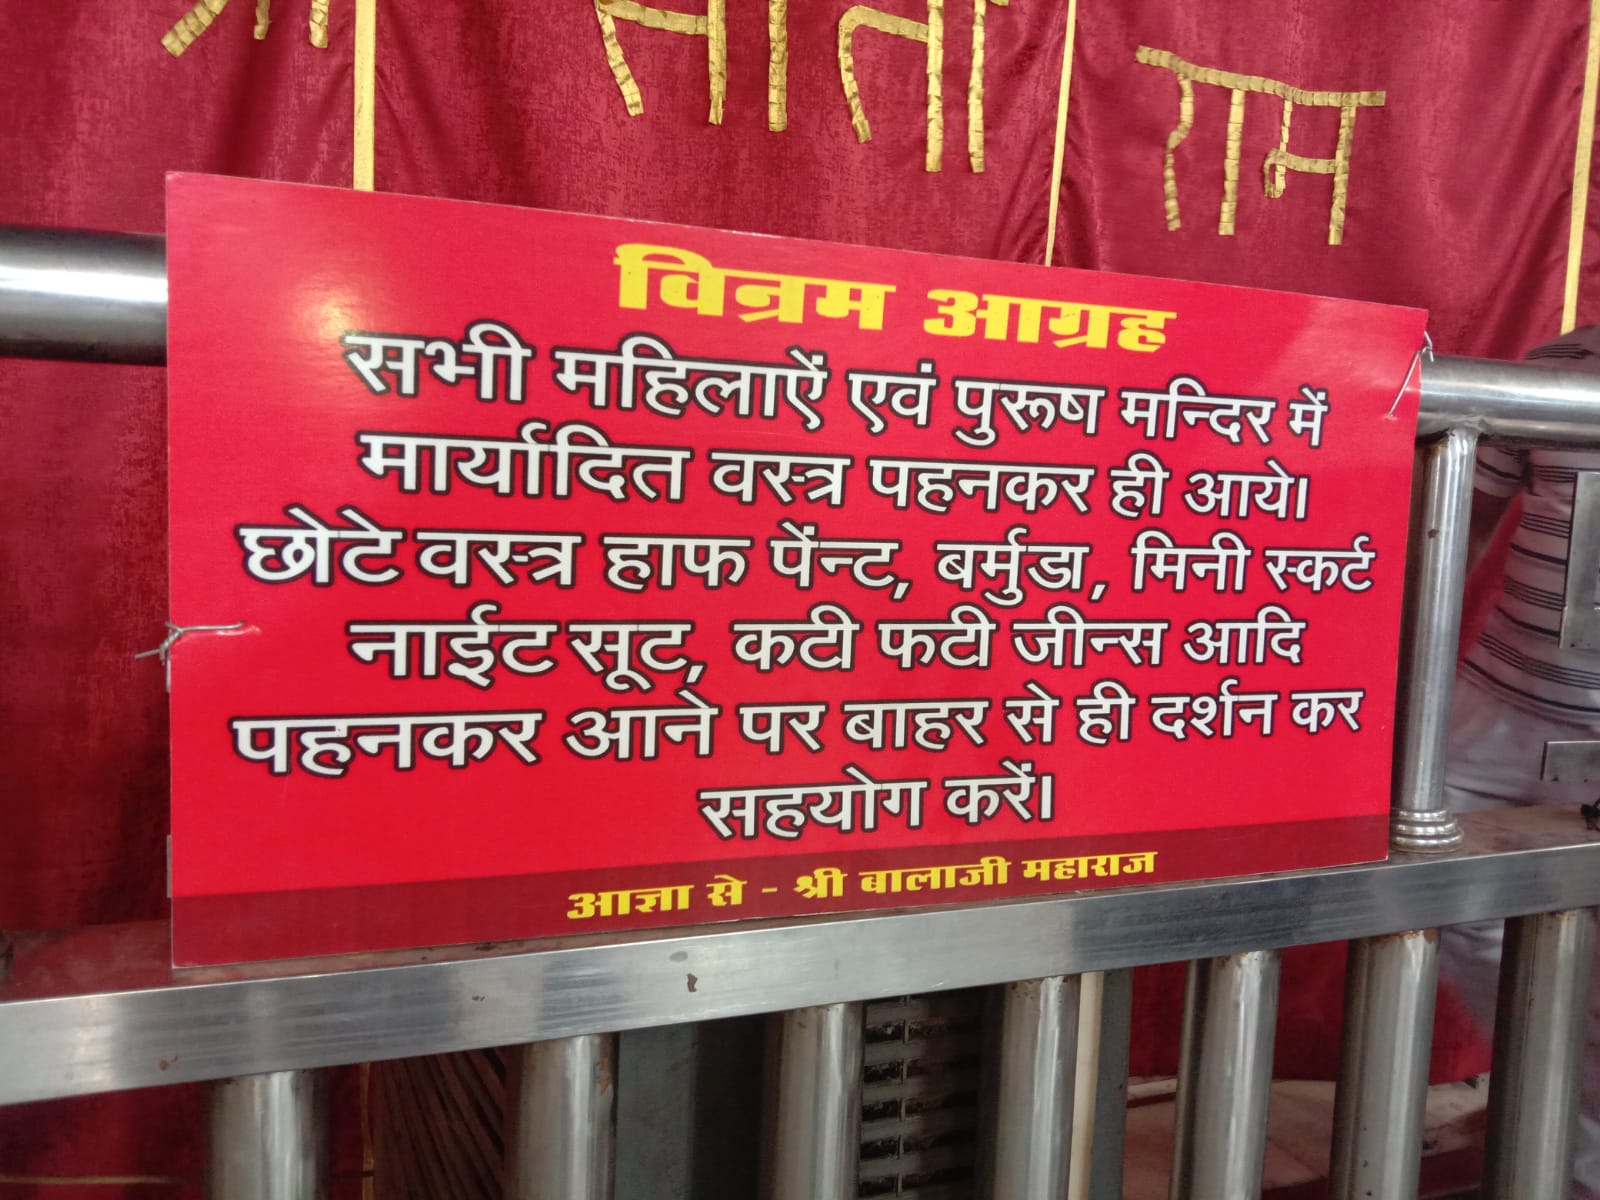 श्री सीता राम
विन्रम आग्रह
सभी महिलाऐं एवं पुरूष मन्दिर में
मार्यादित वस्त्र पहनकर ही आये।
छोटे वस्त्र हाफ पेंन्ट, बर्मुडा, मिनी स्कर्ट
नाईट सूट, कटी फटी जीन्स आदि
पहनकर आने पर बाहर से ही दर्शन कर
सहयोग करें।
आज्ञा से - श्री बालाजी महाराज